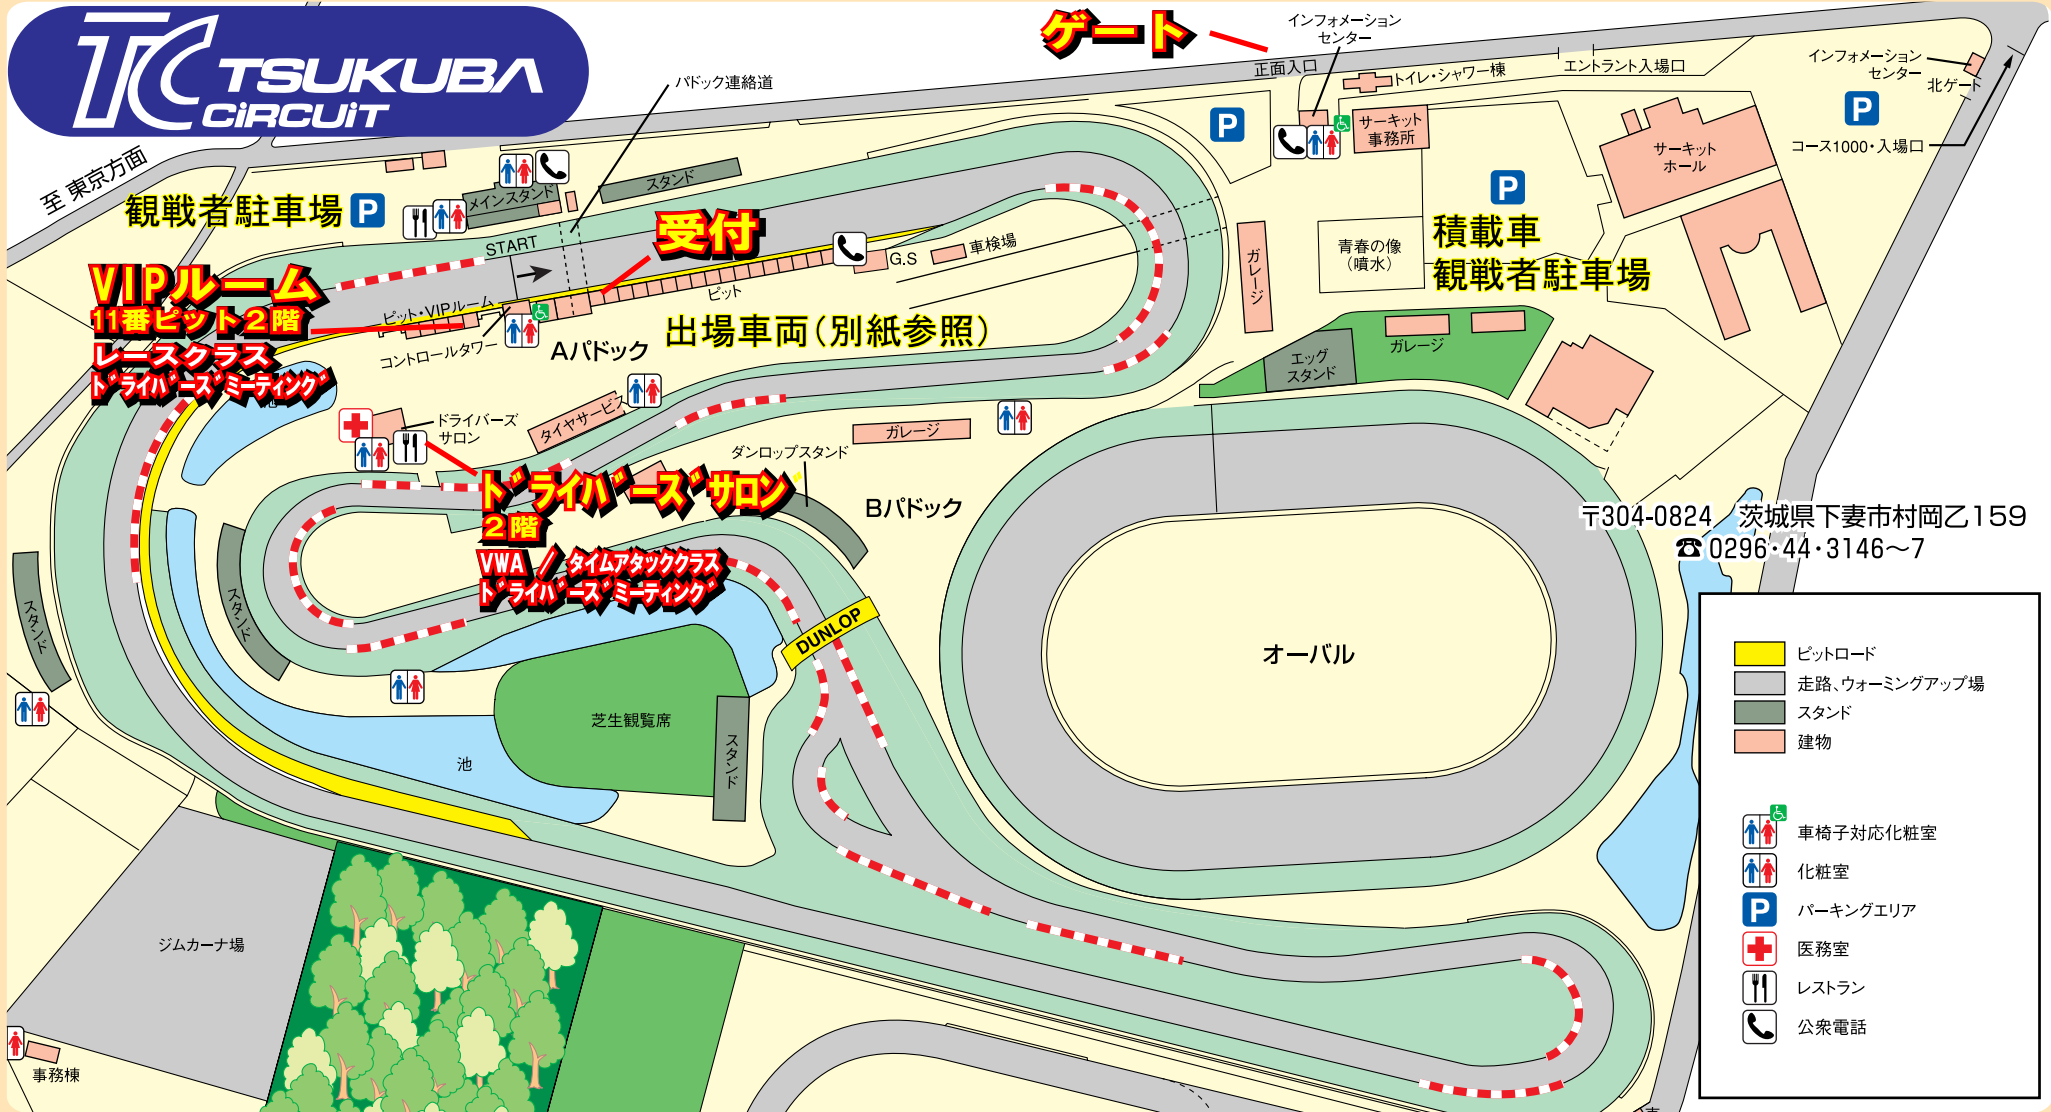 TC TSUKUBA
CiRCUiT
ゲート
インフォメーション
センター
正面入口
トイレ・シャワー棟
エントラント入場口
インフォメーション
センター
北ゲート
コース1000・入場口
至 東京方面
パドック連絡道
P
P
P
サーキット
事務所
サーキット
ホール
観戦者駐車場 P
メインスタンド
スタンド
START
受付
G.S
車検場
ガレージ
青春の像
（噴水）
積載車
観戦者駐車場
VIPルーム
11番ピット２階
レースクラス
ドライバーズミーティング
ピット・VIPルーム
ピット
コントロールタワー
Aパドック
出場車両（別紙参照）
エッグ
スタンド
ガレージ
池
ドライバーズ
サロン
タイヤサービス
ガレージ
ダンロップスタンド
ドライバーズサロン
２階
VWA ／ タイムアタッククラス
ドライバーズミーティング
Bパドック
〒304-0824 茨城県下妻市村岡乙159
☎0296・44・3146〜7
スタンド
スタンド
DUNLOP
オーバル
芝生観覧席
スタンド
池
ジムカーナ場
事務棟
ピットロード
走路、ウォーミングアップ場
スタンド
建物
車椅子対応化粧室
化粧室
P パーキングエリア
医務室
レストラン
公衆電話